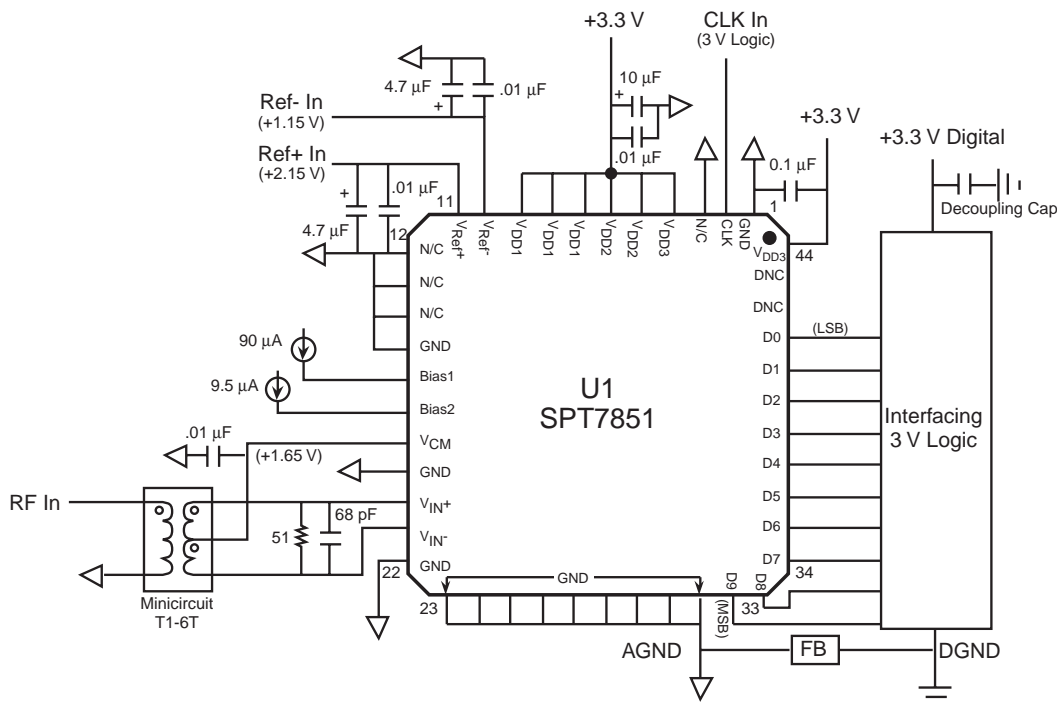 +3.3 V
CLK In
(3 V Logic)
4.7 µF
+
.01 µF
10 µF
+
.01 µF
Ref- In
(+1.15 V)
Ref+ In
(+2.15 V)
+3.3 V
0.1 µF
+3.3 V Digital
Decoupling Cap
+
.01 µF
4.7 µF
11
12
1
44
VRef+
VRef-
VDD1
VDD1
VDD1
VDD2
VDD2
VDD3
N/C
CLK
GND
VDD3
DNC
DNC
N/C
N/C
N/C
GND
Bias1
Bias2
VCM
GND
VIN+
VIN-
GND
90 µA
9.5 µA
.01 µF
(+1.65 V)
RF In
51
68 pF
Minicircuit
T1-6T
U1
SPT7851
D0
(LSB)
D1
D2
D3
D4
D5
D6
D7
D8
D9
(MSB)
Interfacing
3 V Logic
22
23
GND
33
34
AGND
FB
DGND